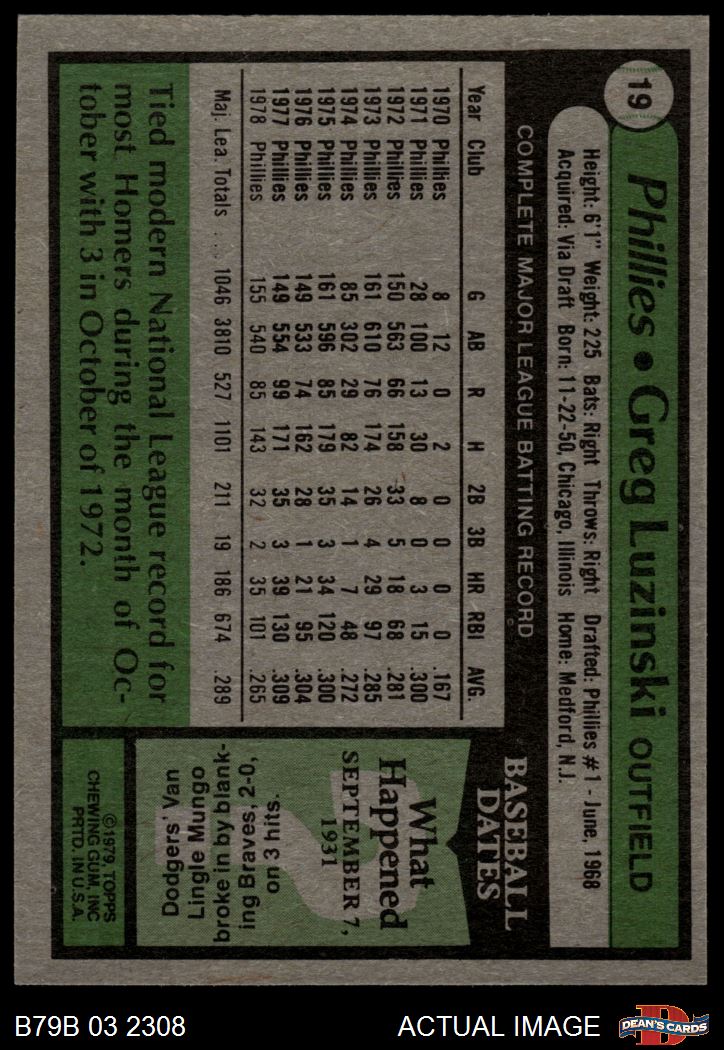 19
Phillies • Greg Luzinski OUTFIELD
Height: 6'1" Weight: 225 Bats: Right Throws: Right Drafted: Phillies #1 - June, 1968
Acquired: Via Draft Born: 11-22-50, Chicago, Illinois Home: Medford, N.J.
COMPLETE MAJOR LEAGUE BATTING RECORD
Year Club G AB R H 2B 3B HR RBI AVG.
1970 Phillies 8 12 0 2 0 0 0 0 .167
1971 Phillies 28 100 13 30 8 0 3 15 .300
1972 Phillies 150 563 66 158 33 5 18 68 .281
1973 Phillies 161 610 76 174 26 4 29 97 .285
1974 Phillies 85 302 29 82 14 1 7 48 .272
1975 Phillies 161 596 85 179 35 3 34 120 .300
1976 Phillies 149 533 74 162 28 1 21 95 .304
1977 Phillies 149 554 99 171 35 3 39 130 .309
1978 Phillies 155 540 85 143 32 2 35 101 .265
Maj. Lea. Totals .... 1046 3810 527 1101 211 19 186 674 .289
Tied modern National League record for
most Homers during the month of Oc-
tober with 3 in October of 1972.
BASEBALL
DATES
What
Happened
SEPTEMBER 7,
1931
Dodgers, Van
Lingle Mungo
broke in by blank-
ing Braves, 2-0,
on 3 hits.
©1979, TOPPS
CHEWING GUM, INC
PRTD. IN U.S.A.
B79B 03 2308
ACTUAL IMAGE
D
DEAN'S CARDS